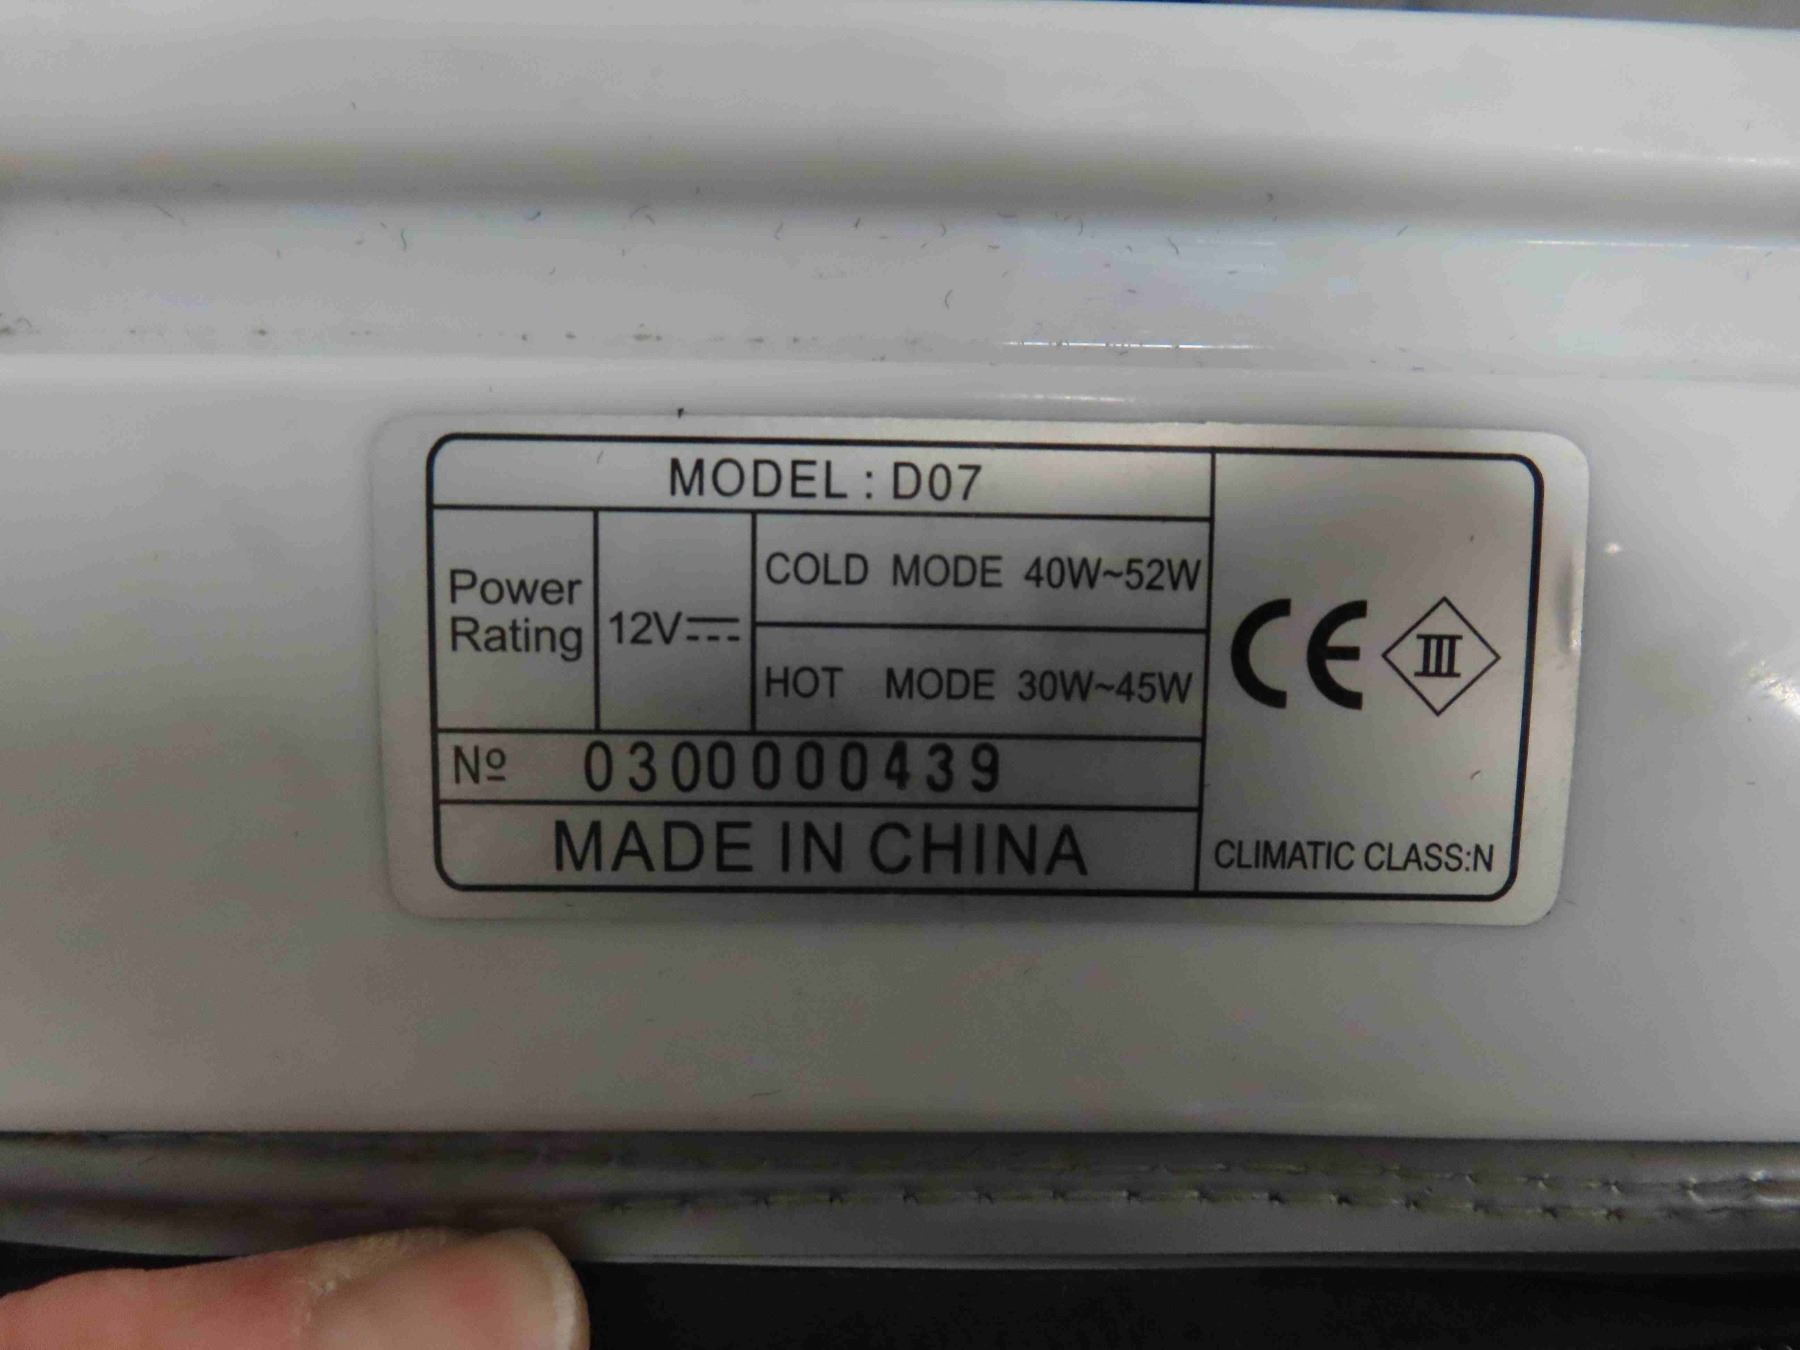 MODEL : D07
Power
Rating
12V⎓
COLD MODE 40W~52W
HOT MODE 30W~45W
Nº 0300000439
MADE IN CHINA
CE III
CLIMATIC CLASS:N